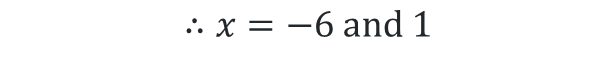 ∴ x = −6 and 1